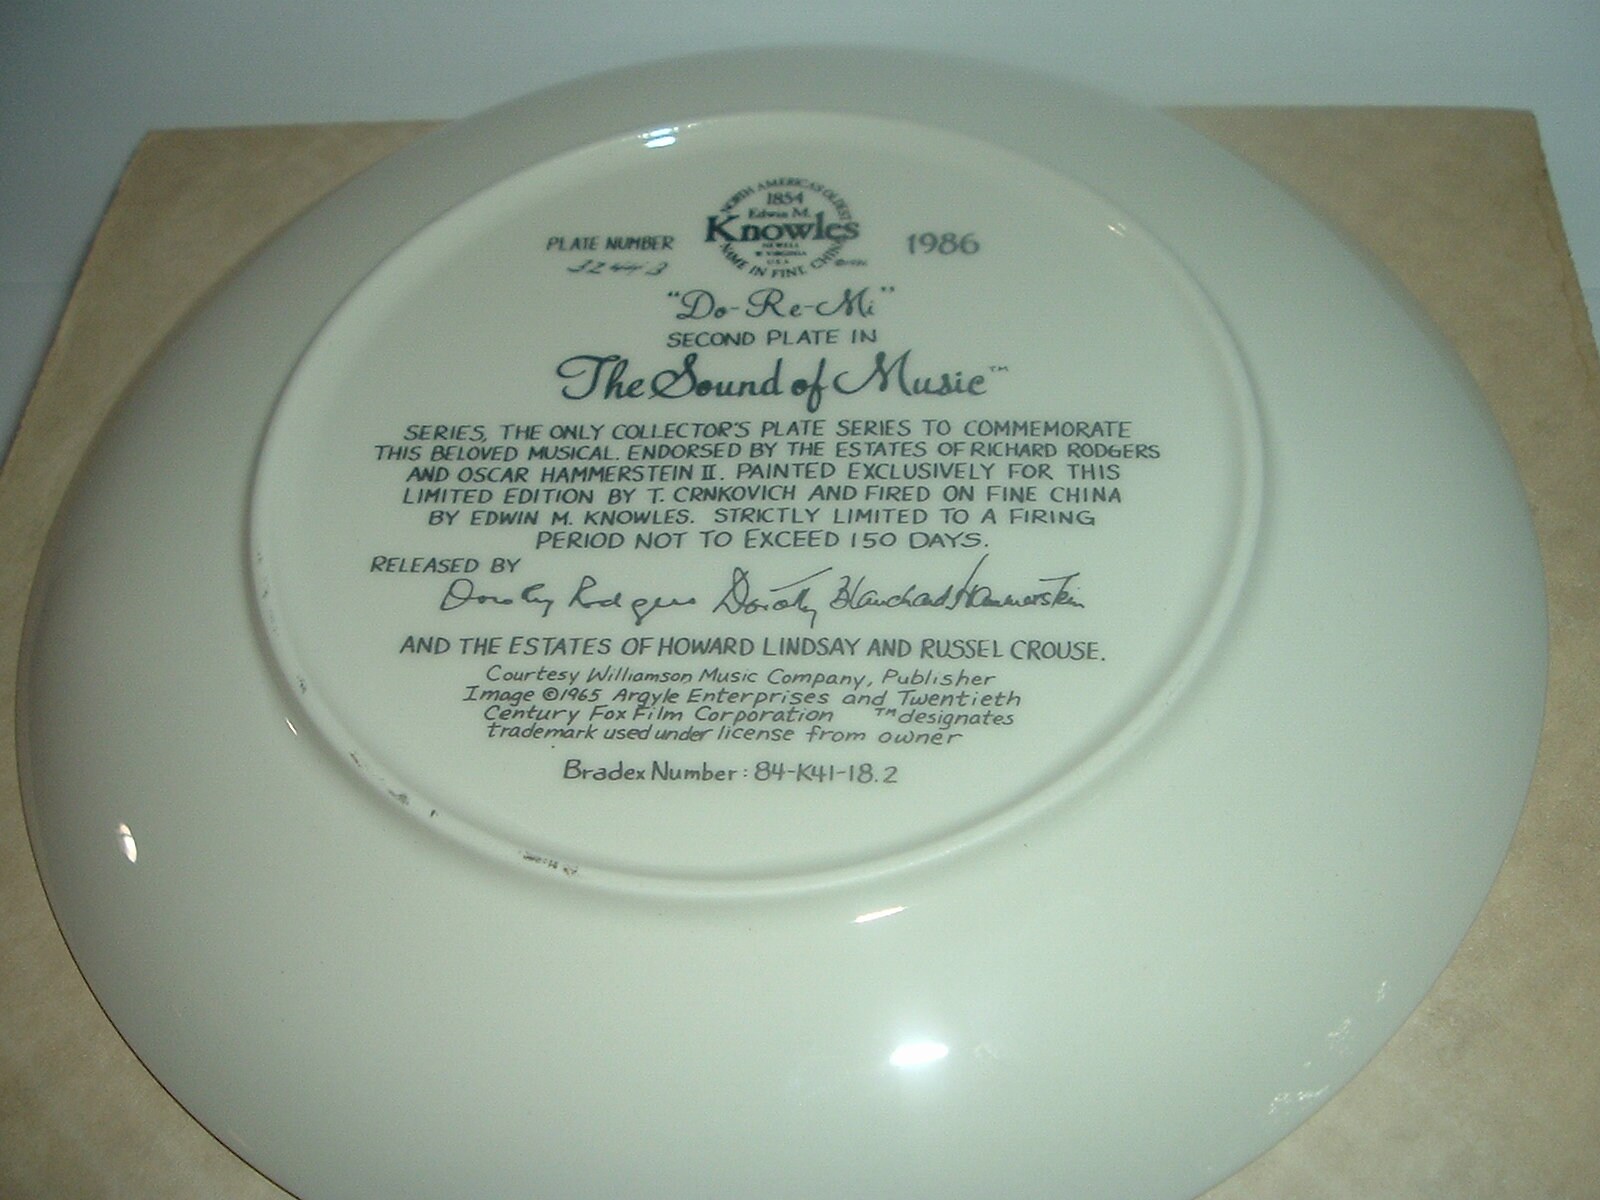 NORTH AMERICA'S OLDEST
1854
Edwin M.
Knowles
NEWELL
W. VIRGINIA
U.S.A.
NAME IN FINE CHINA
PLATE NUMBER
1986
"Do-Re-Mi"
SECOND PLATE IN
The Sound of Music™
SERIES, THE ONLY COLLECTOR'S PLATE SERIES TO COMMEMORATE
THIS BELOVED MUSICAL. ENDORSED BY THE ESTATES OF RICHARD RODGERS
AND OSCAR HAMMERSTEIN II. PAINTED EXCLUSIVELY FOR THIS
LIMITED EDITION BY T. CRNKOVICH AND FIRED ON FINE CHINA
BY EDWIN M. KNOWLES. STRICTLY LIMITED TO A FIRING
PERIOD NOT TO EXCEED 150 DAYS.
RELEASED BY
Dorothy Rodgers Dorothy Blanchard Hammerstein
AND THE ESTATES OF HOWARD LINDSAY AND RUSSEL CROUSE.
Courtesy Williamson Music Company, Publisher
Image ©1965 Argyle Enterprises and Twentieth
Century Fox Film Corporation ™designates
trademark used under license from owner
Bradex Number: 84-K41-18.2